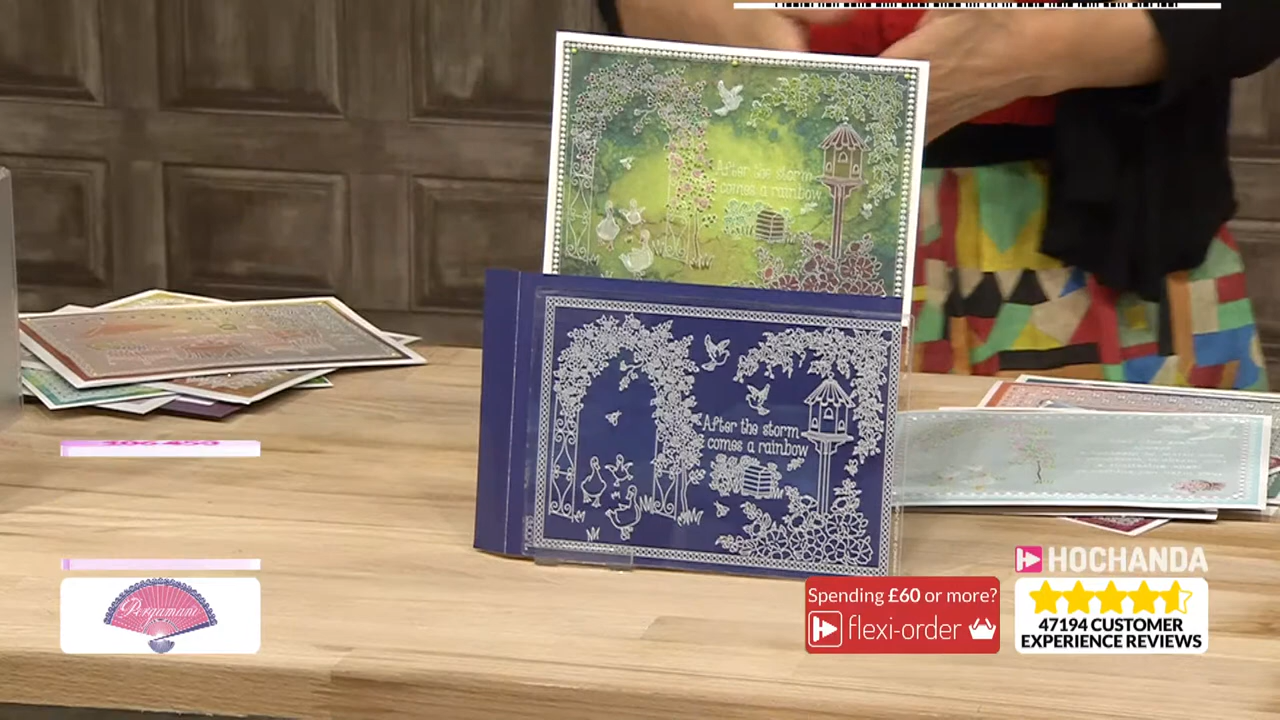 After the storm
comes a rainbow
After the storm
comes a rainbow
Pergamano
HOCHANDA
Spending £60 or more?
flexi-order
47194 CUSTOMER
EXPERIENCE REVIEWS